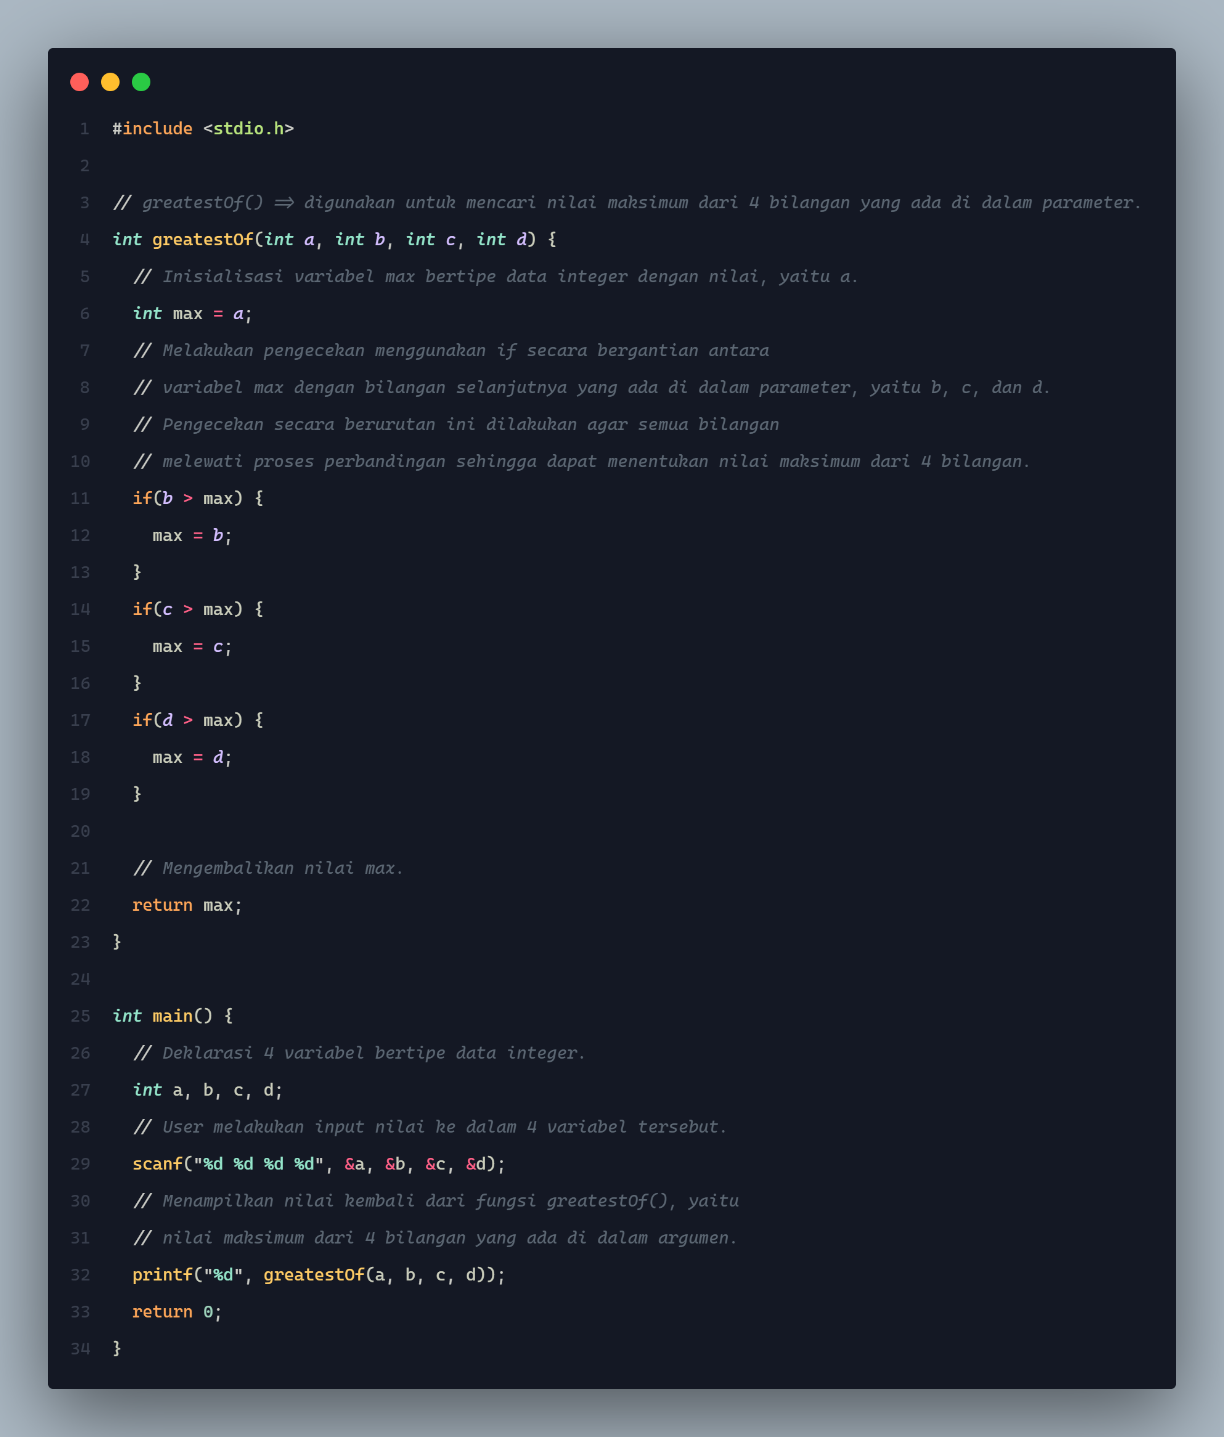 1 #include <stdio.h>
2
3 // greatestOf() => digunakan untuk mencari nilai maksimum dari 4 bilangan yang ada di dalam parameter.
4 int greatestOf(int a, int b, int c, int d) {
5   // Inisialisasi variabel max bertipe data integer dengan nilai, yaitu a.
6   int max = a;
7   // Melakukan pengecekan menggunakan if secara bergantian antara
8   // variabel max dengan bilangan selanjutnya yang ada di dalam parameter, yaitu b, c, dan d.
9   // Pengecekan secara berurutan ini dilakukan agar semua bilangan
10   // melewati proses perbandingan sehingga dapat menentukan nilai maksimum dari 4 bilangan.
11   if(b > max) {
12     max = b;
13   }
14   if(c > max) {
15     max = c;
16   }
17   if(d > max) {
18     max = d;
19   }
20
21   // Mengembalikan nilai max.
22   return max;
23 }
24
25 int main() {
26   // Deklarasi 4 variabel bertipe data integer.
27   int a, b, c, d;
28   // User melakukan input nilai ke dalam 4 variabel tersebut.
29   scanf("%d %d %d %d", &a, &b, &c, &d);
30   // Menampilkan nilai kembali dari fungsi greatestOf(), yaitu
31   // nilai maksimum dari 4 bilangan yang ada di dalam argumen.
32   printf("%d", greatestOf(a, b, c, d));
33   return 0;
34 }